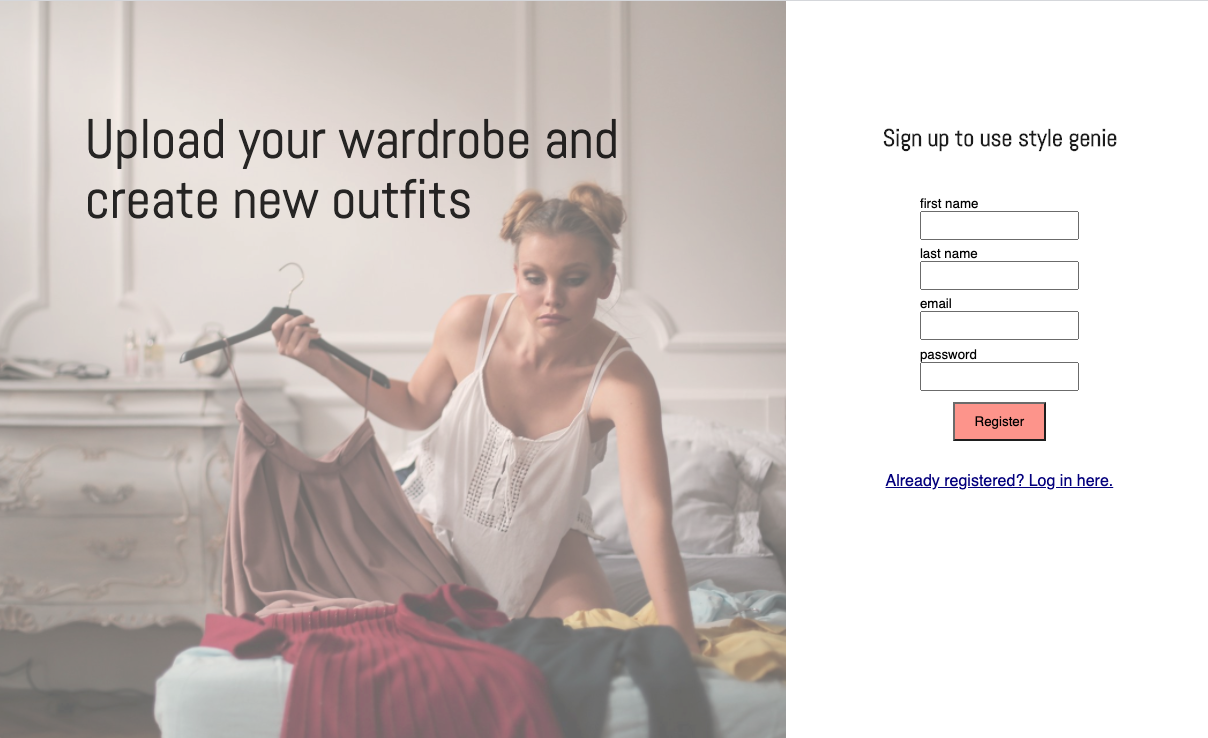 Upload your wardrobe and
create new outfits
Sign up to use style genie
first name
last name
email
password
Register
Already registered? Log in here.